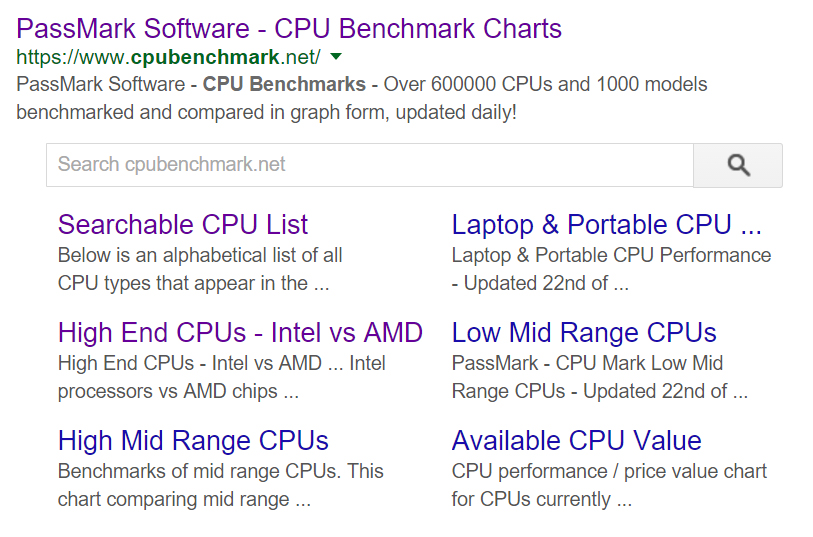 PassMark Software - CPU Benchmark Charts
https://www.cpubenchmark.net/
PassMark Software - CPU Benchmarks - Over 600000 CPUs and 1000 models
benchmarked and compared in graph form, updated daily!
Search cpubenchmark.net
Searchable CPU List
Below is an alphabetical list of all
CPU types that appear in the ...
Laptop & Portable CPU ...
Laptop & Portable CPU Performance
- Updated 22nd of ...
High End CPUs - Intel vs AMD
High End CPUs - Intel vs AMD ... Intel
processors vs AMD chips ...
Low Mid Range CPUs
PassMark - CPU Mark Low Mid
Range CPUs - Updated 22nd of ...
High Mid Range CPUs
Benchmarks of mid range CPUs. This
chart comparing mid range ...
Available CPU Value
CPU performance / price value chart
for CPUs currently ...